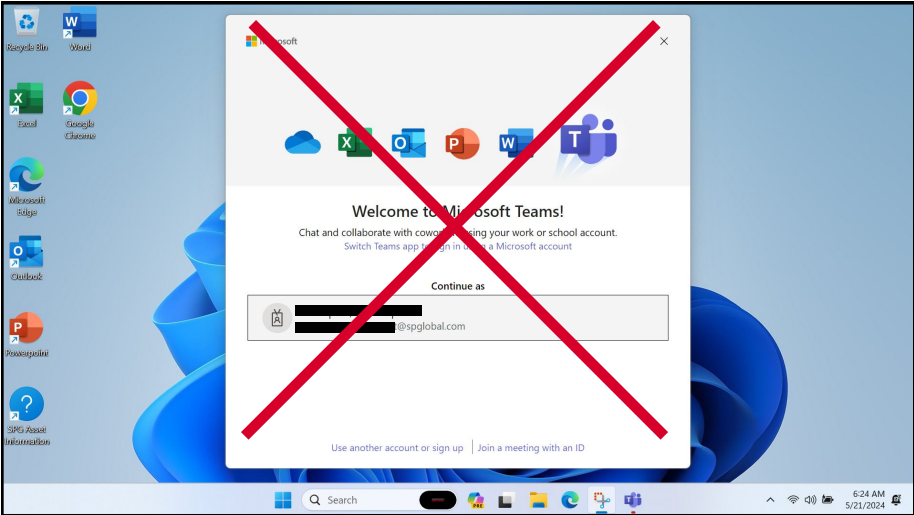 Recycle Bin
Word
Excel
Google
Chrome
Microsoft
Edge
Outlook
Powerpoint
SPG Asset
Information
Welcome to Microsoft Teams!
Chat and collaborate with using your work or school account.
Switch Teams app to sign in using a Microsoft account
Continue as
@spglobal.com
Use another account or sign up
Join a meeting with an ID
Search
PRE
6:24 AM
5/21/2024